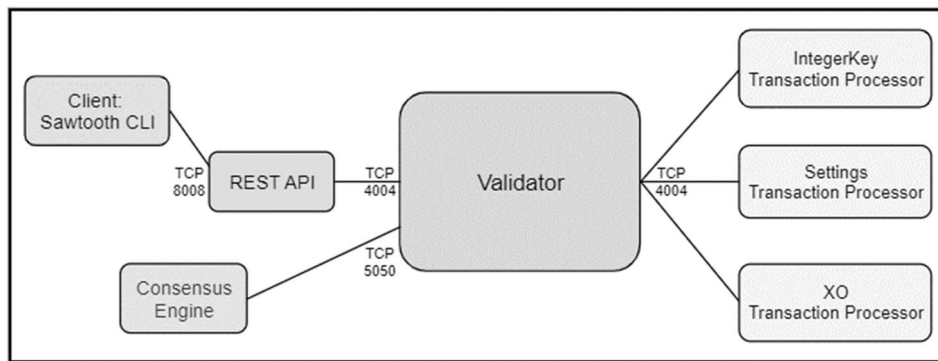 Client:
Sawtooth CLI
TCP
8008
REST API
TCP
4004
Validator
TCP
5050
Consensus
Engine
TCP
4004
IntegerKey
Transaction Processor
Settings
Transaction Processor
XO
Transaction Processor